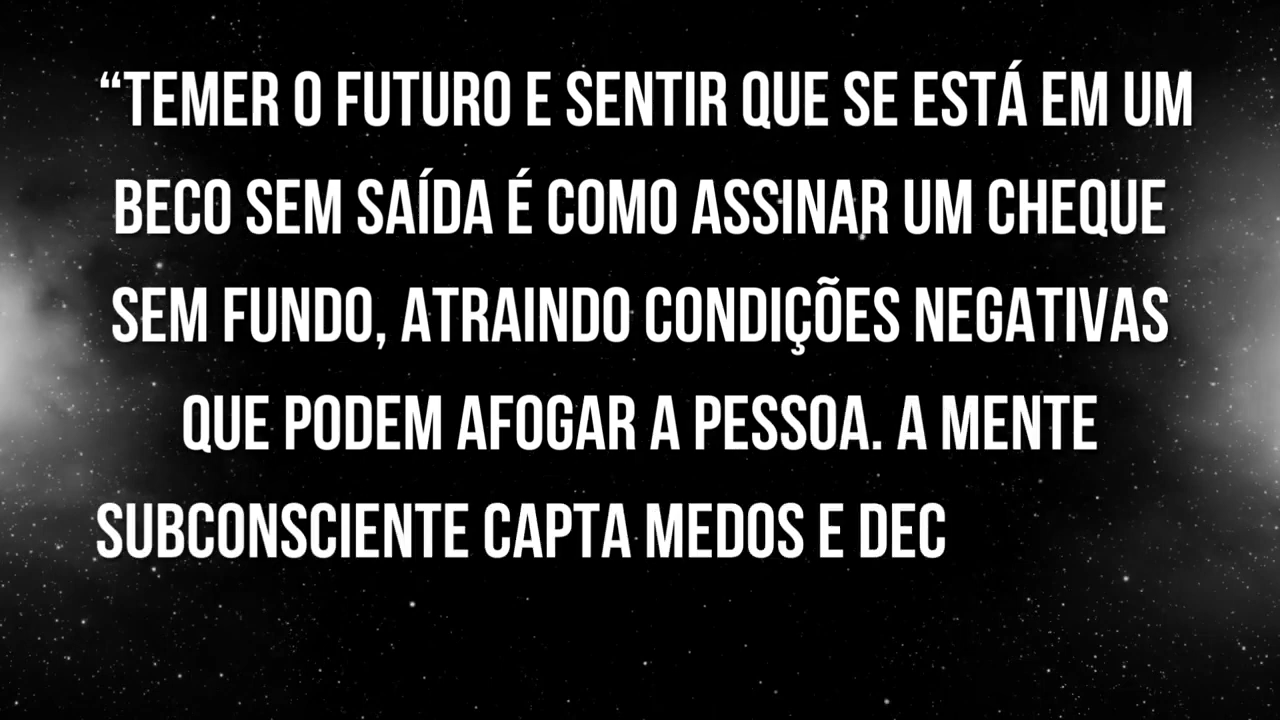 “TEMER O FUTURO E SENTIR QUE SE ESTÁ EM UM
BECO SEM SAÍDA É COMO ASSINAR UM CHEQUE
SEM FUNDO, ATRAINDO CONDIÇÕES NEGATIVAS
QUE PODEM AFOGAR A PESSOA. A MENTE
SUBCONSCIENTE CAPTA MEDOS E DEC